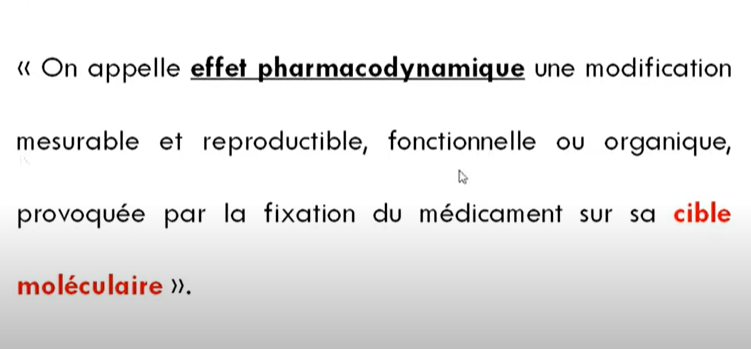 « On appelle effet pharmacodynamique une modification
mesurable et reproductible, fonctionnelle ou organique,
provoquée par la fixation du médicament sur sa cible
moléculaire ».